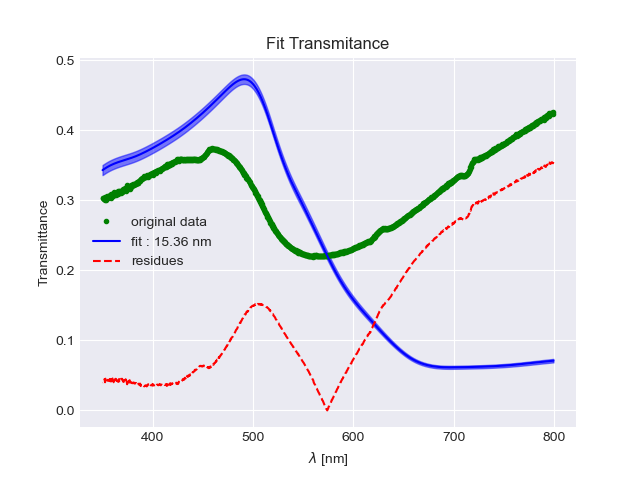 Fit Transmitance
0.5
0.4
0.3
0.2
0.1
0.0
Transmittance
original data
fit : 15.36 nm
residues
400 500 600 700 800
λ [nm]